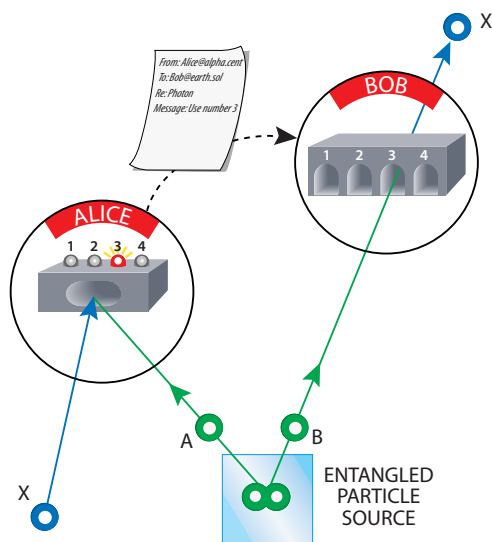 X
From: Alice@alpha.cent
To: Bob@earth.sol
Re: Photon
Message: Use number 3
BOB
1 2 3 4
ALICE
1 2 3 4
A
B
X
ENTANGLED
PARTICLE
SOURCE